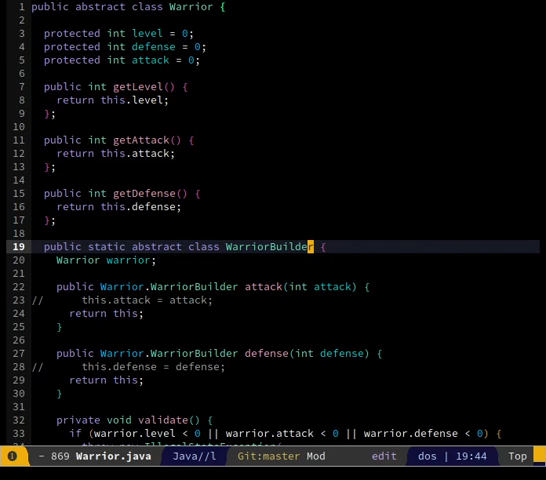 1 public abstract class Warrior {
2
3 protected int level = 0;
4 protected int defense = 0;
5 protected int attack = 0;
6
7 public int getLevel() {
8 return this.level;
9 };
10
11 public int getAttack() {
12 return this.attack;
13 };
14
15 public int getDefense() {
16 return this.defense;
17 };
18
19 public static abstract class WarriorBuilder {
20 Warrior warrior;
21
22 public Warrior.WarriorBuilder attack(int attack) {
23 // this.attack = attack;
24 return this;
25 }
26
27 public Warrior.WarriorBuilder defense(int defense) {
28 // this.defense = defense;
29 return this;
30 }
31
32 private void validate() {
33 if (warrior.level < 0 || warrior.attack < 0 || warrior.defense < 0) {
34 throw new IllegalStateException(
1 - 869 Warrior.java Java//l Git:master Mod edit dos | 19:44 Top